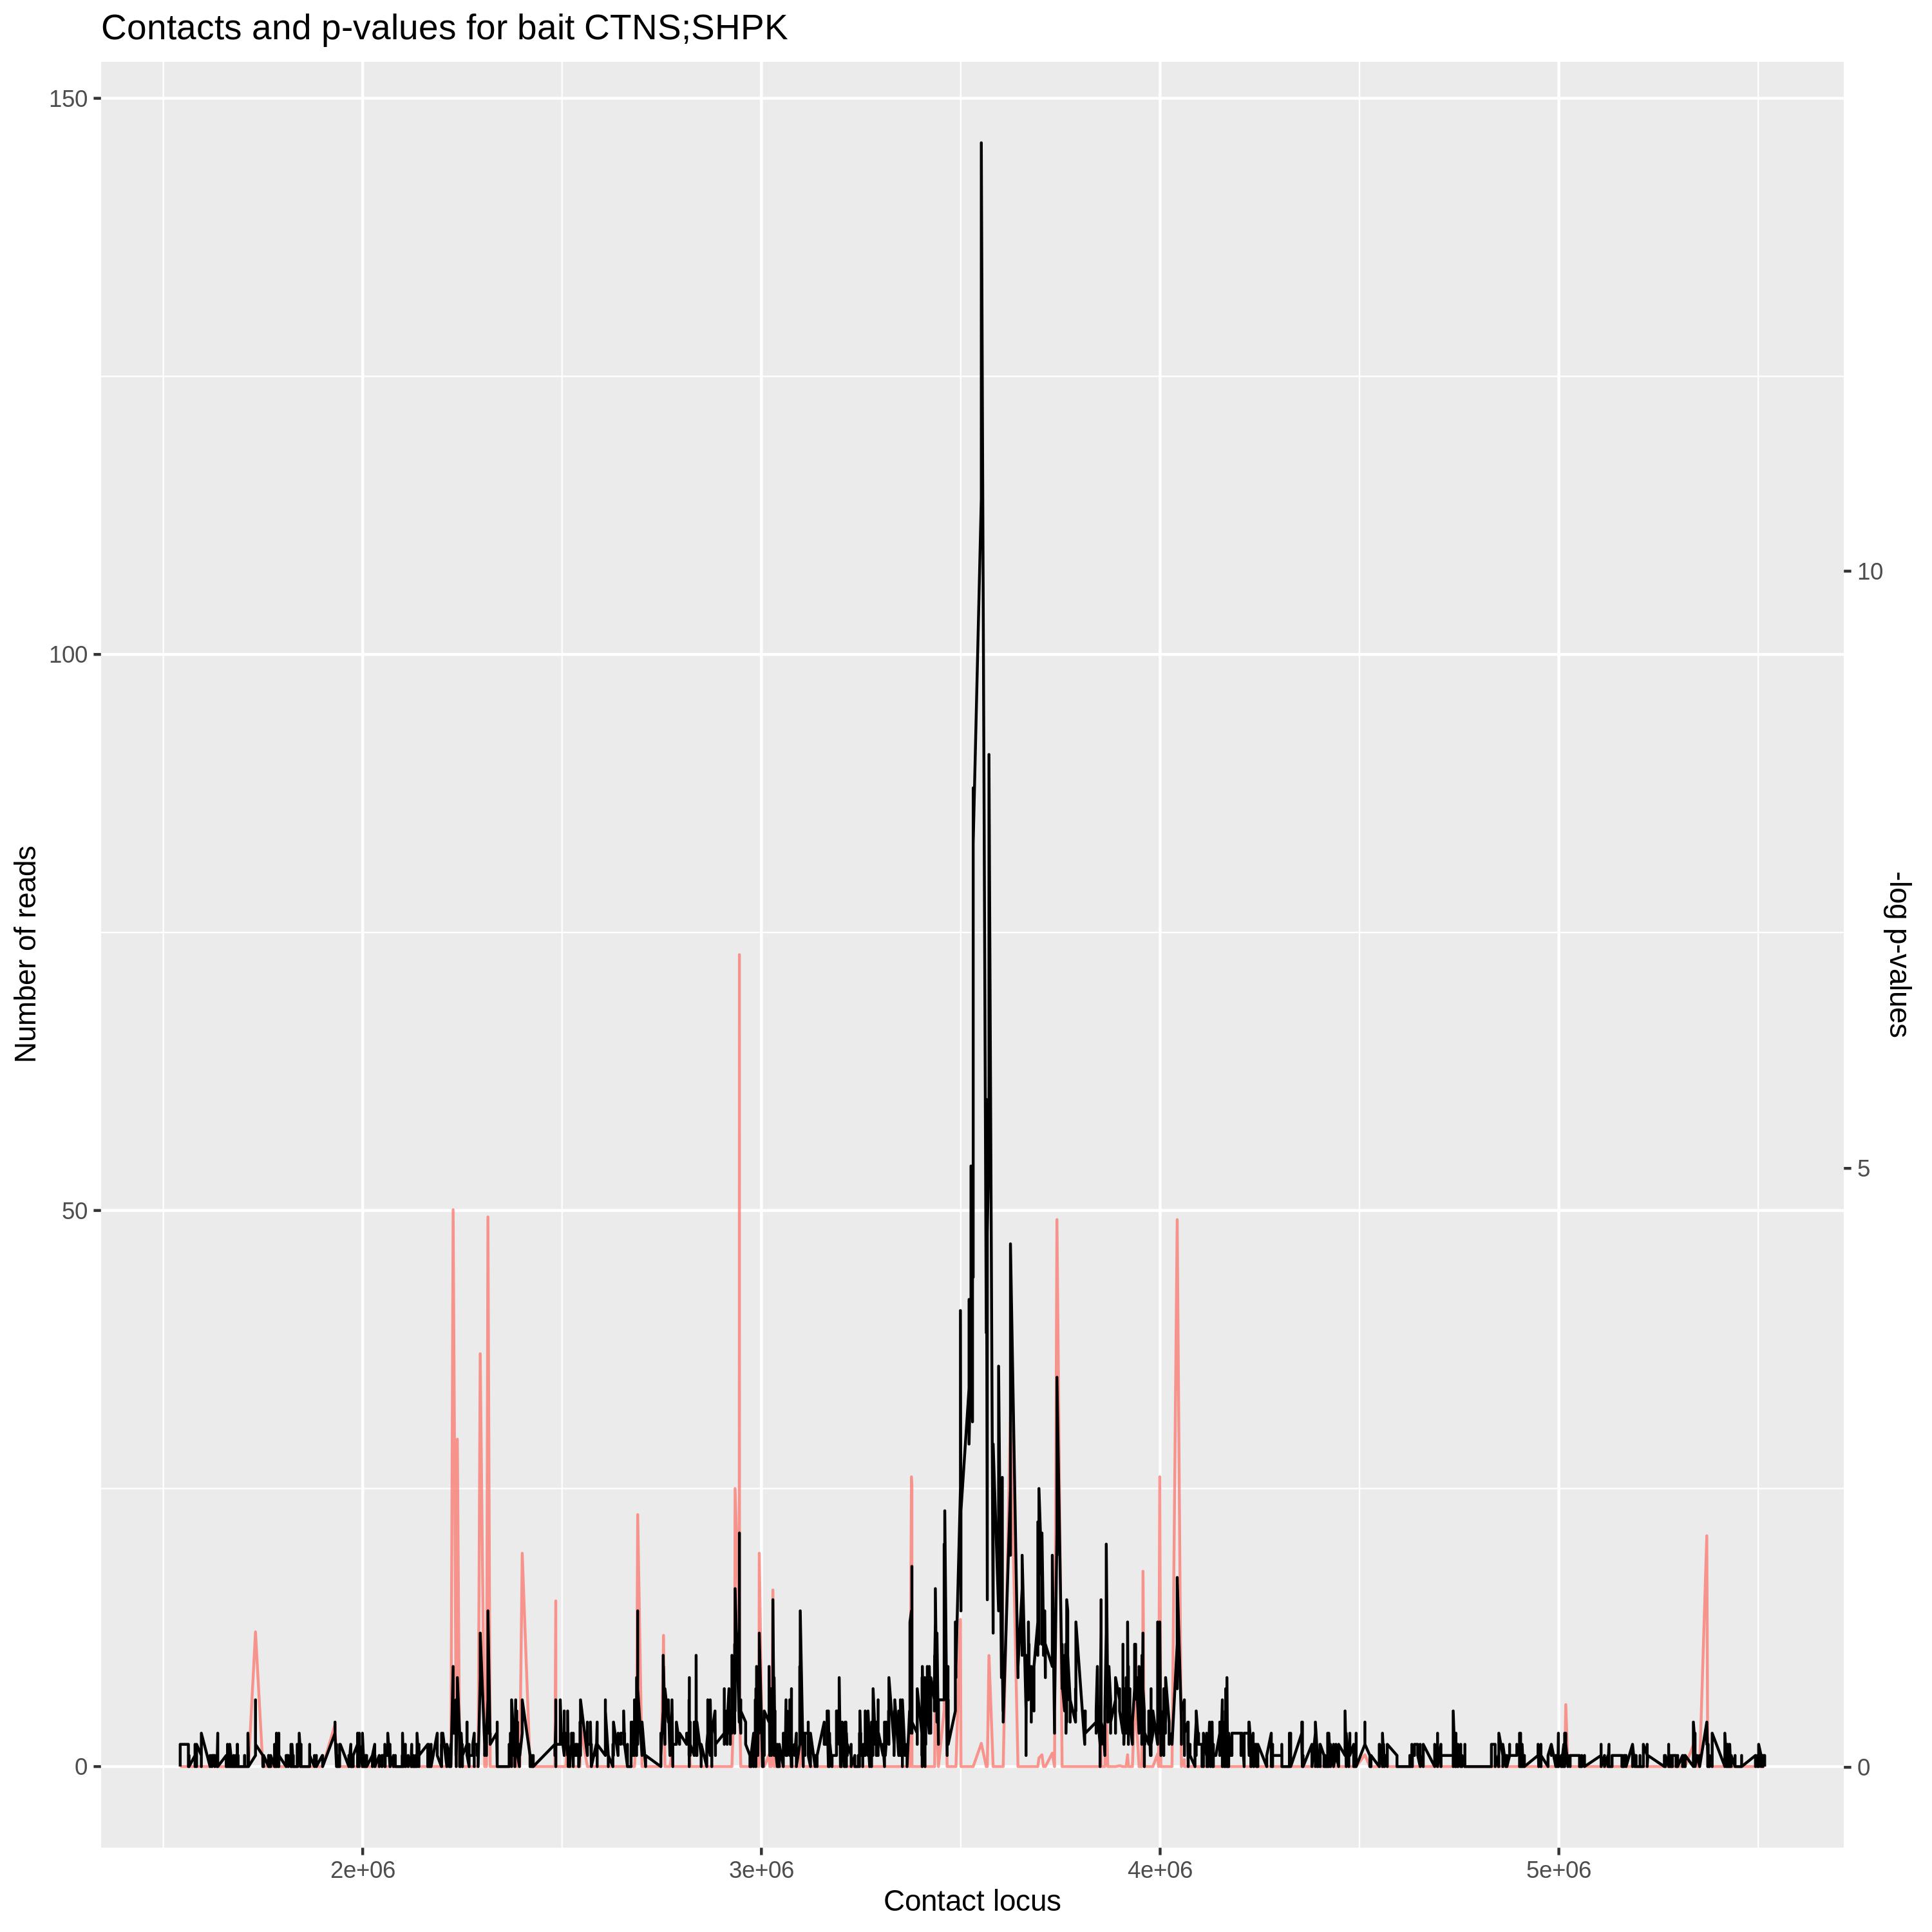 Contacts and p-values for bait CTNS;SHPK
150
100
50
0
Number of reads
10
5
0
-log p-values
2e+06
3e+06
4e+06
5e+06
Contact locus